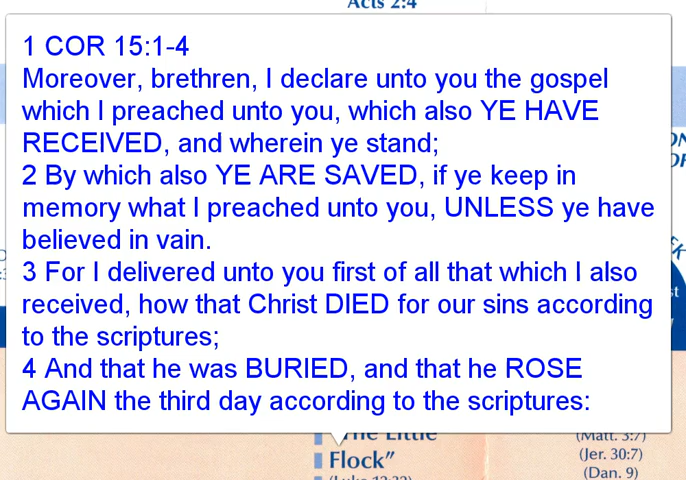 Acts 2:4
1 COR 15:1-4
Moreover, brethren, I declare unto you the gospel
which I preached unto you, which also YE HAVE
RECEIVED, and wherein ye stand;
2 By which also YE ARE SAVED, if ye keep in
memory what I preached unto you, UNLESS ye have
believed in vain.
3 For I delivered unto you first of all that which I also
received, how that Christ DIED for our sins according
to the scriptures;
4 And that he was BURIED, and that he ROSE
AGAIN the third day according to the scriptures:
The Little
Flock”
(Matt. 3:7)
(Jer. 30:7)
(Dan. 9)